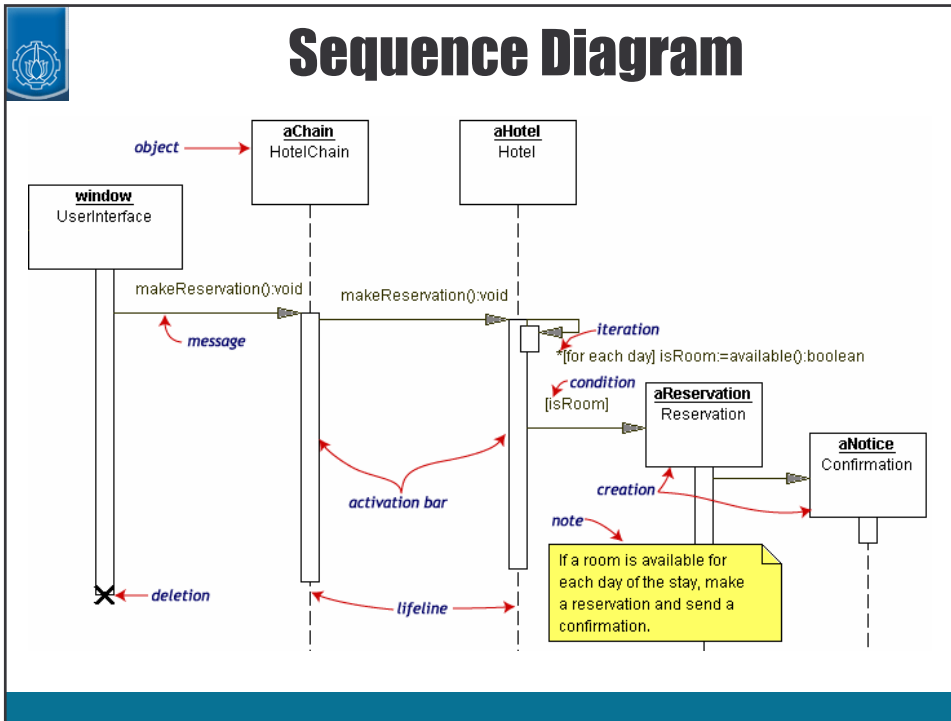 Sequence Diagram
object
aChain
HotelChain
aHotel
Hotel
window
UserInterface
makeReservation():void
makeReservation():void
message
iteration
*[for each day] isRoom:=available():boolean
condition
[isRoom]
aReservation
Reservation
aNotice
Confirmation
activation bar
creation
note
If a room is available for
each day of the stay, make
a reservation and send a
confirmation.
deletion
lifeline